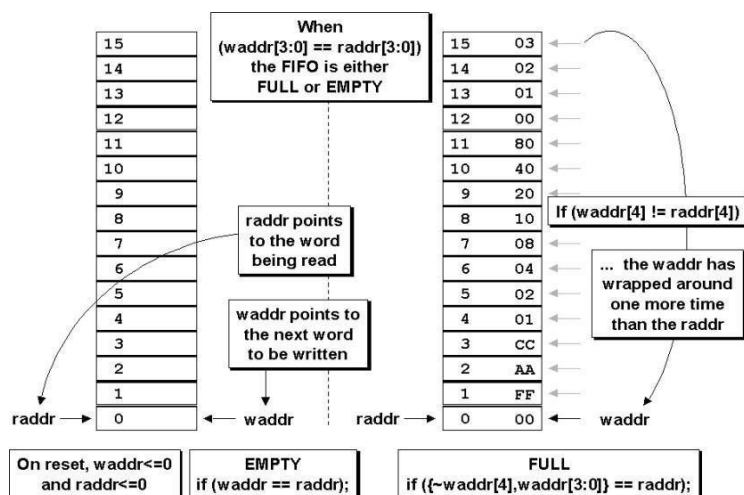 When
(waddr[3:0] == raddr[3:0])
the FIFO is either
FULL or EMPTY
15
14
13
12
11
10
9
8
7
6
5
4
3
2
1
raddr 0 waddr
raddr points
to the word
being read
waddr points to
the next word
to be written
15 03
14 02
13 01
12 00
11 80
10 40
9 20
8 10
7 08
6 04
5 02
4 01
3 CC
2 AA
1 FF
raddr 0 00 waddr
If (waddr[4] != raddr[4])
... the waddr has
wrapped around
one more time
than the raddr
On reset, waddr<=0
and raddr<=0
EMPTY
if (waddr == raddr);
FULL
if ({~waddr[4],waddr[3:0]} == raddr);